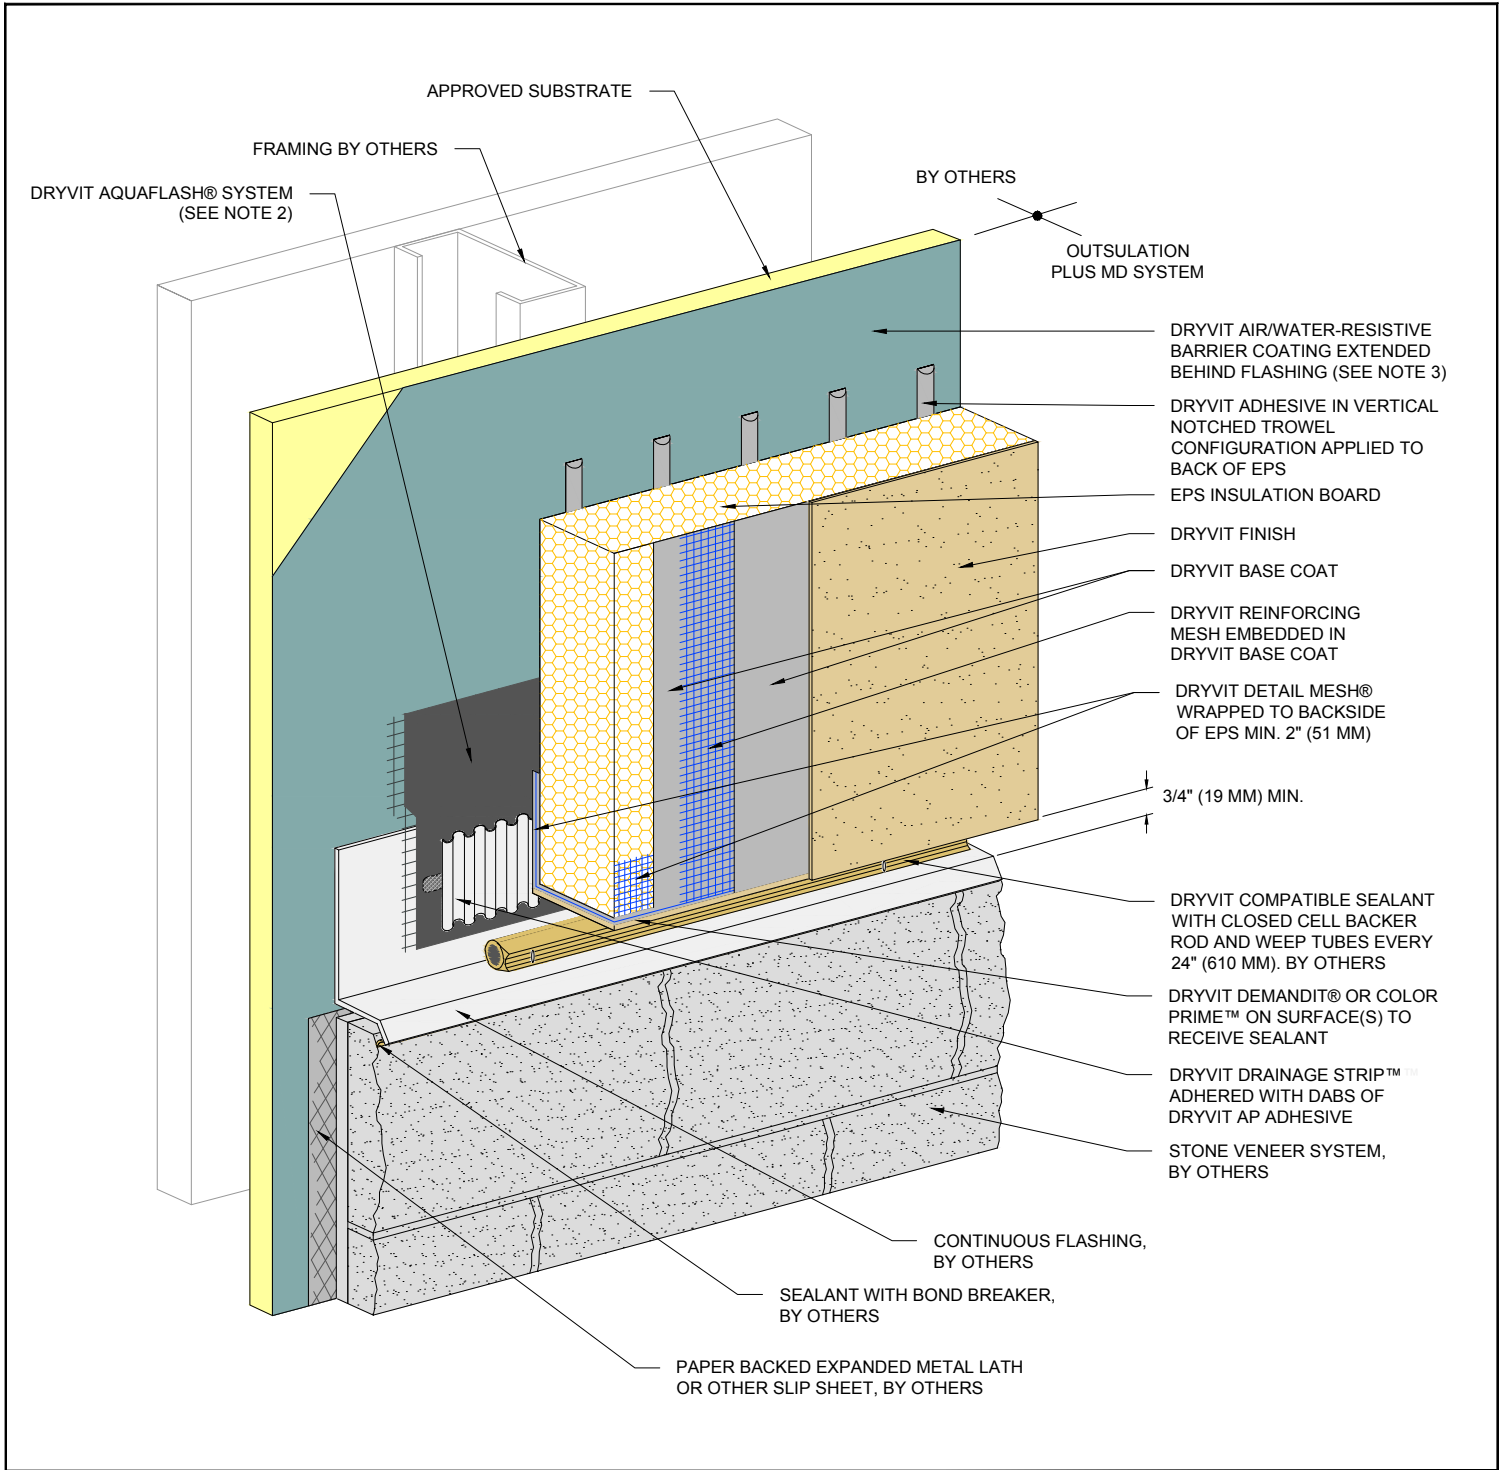 APPROVED SUBSTRATE
FRAMING BY OTHERS
DRYVIT AQUAFLASH® SYSTEM
(SEE NOTE 2)
BY OTHERS
OUTSULATION
PLUS MD SYSTEM
DRYVIT AIR/WATER-RESISTIVE
BARRIER COATING EXTENDED
BEHIND FLASHING (SEE NOTE 3)
DRYVIT ADHESIVE IN VERTICAL
NOTCHED TROWEL
CONFIGURATION APPLIED TO
BACK OF EPS
EPS INSULATION BOARD
DRYVIT FINISH
DRYVIT BASE COAT
DRYVIT REINFORCING
MESH EMBEDDED IN
DRYVIT BASE COAT
DRYVIT DETAIL MESH®
WRAPPED TO BACKSIDE
OF EPS MIN. 2" (51 MM)
3/4" (19 MM) MIN.
DRYVIT COMPATIBLE SEALANT
WITH CLOSED CELL BACKER
ROD AND WEEP TUBES EVERY
24" (610 MM). BY OTHERS
DRYVIT DEMANDIT® OR COLOR
PRIME™ ON SURFACE(S) TO
RECEIVE SEALANT
DRYVIT DRAINAGE STRIP™ ™
ADHERED WITH DABS OF
DRYVIT AP ADHESIVE
STONE VENEER SYSTEM,
BY OTHERS
CONTINUOUS FLASHING,
BY OTHERS
SEALANT WITH BOND BREAKER,
BY OTHERS
PAPER BACKED EXPANDED METAL LATH
OR OTHER SLIP SHEET, BY OTHERS